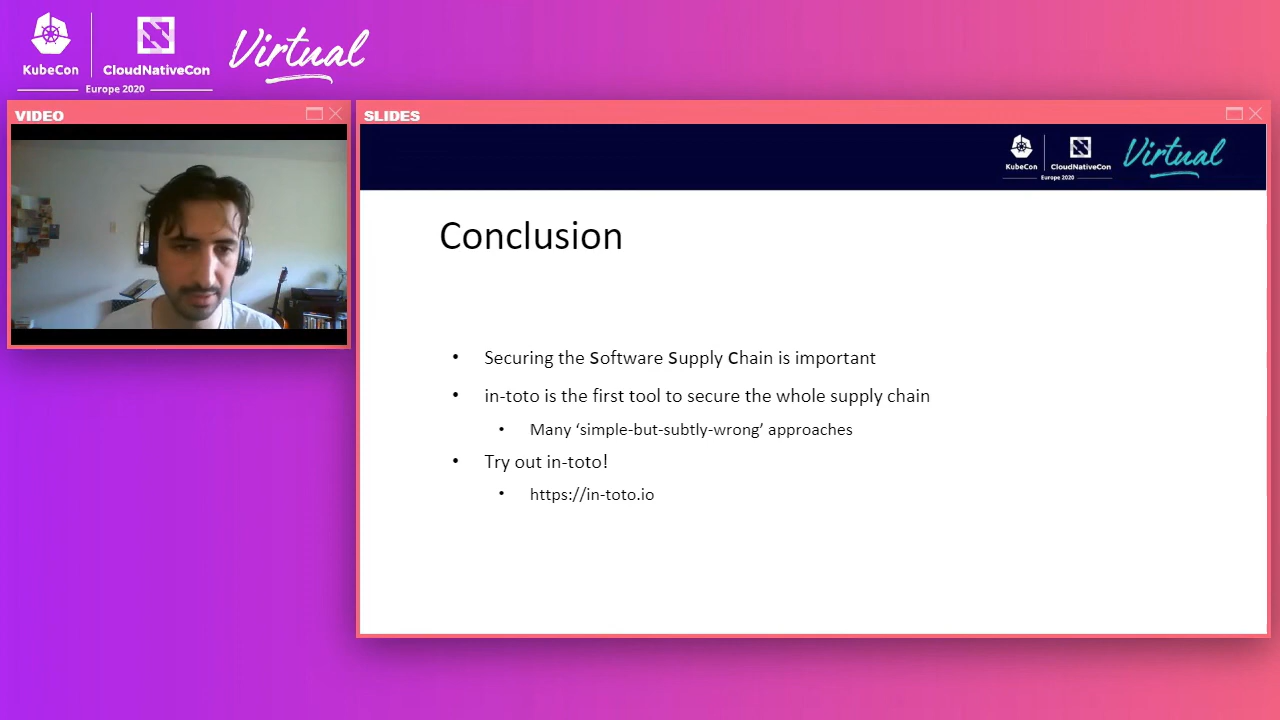 KubeCon
CloudNativeCon
Europe 2020
Virtual
VIDEO
SLIDES
KubeCon
CloudNativeCon
Europe 2020
Virtual
Conclusion
• Securing the Software Supply Chain is important
• in-toto is the first tool to secure the whole supply chain
• Many ‘simple-but-subtly-wrong’ approaches
• Try out in-toto!
• https://in-toto.io